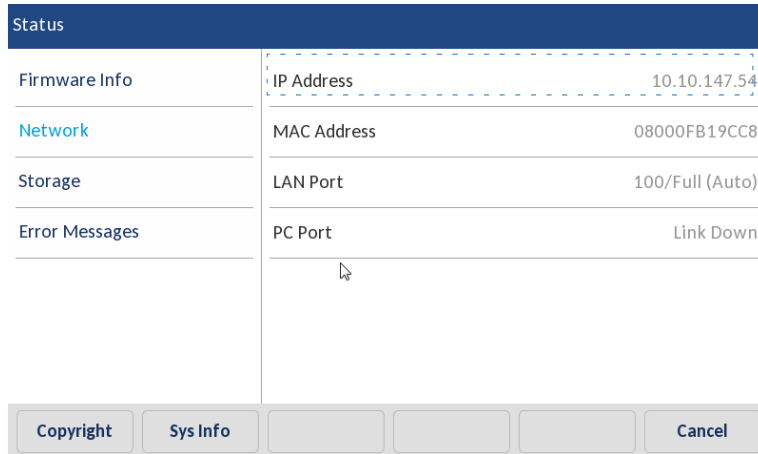 Status
Firmware Info
Network
Storage
Error Messages
IP Address 10.10.147.54
MAC Address 08000FB19CC8
LAN Port 100/Full (Auto)
PC Port Link Down
Copyright Sys Info Cancel